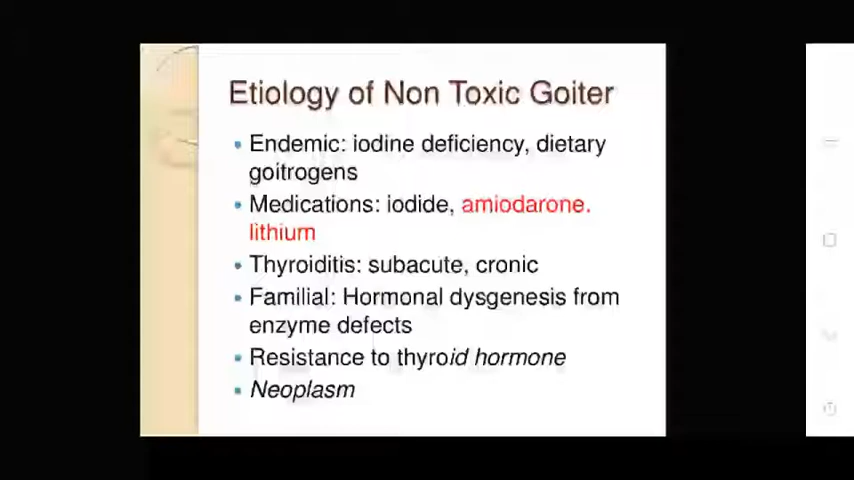 Etiology of Non Toxic Goiter
• Endemic: iodine deficiency, dietary
goitrogens
• Medications: iodide, amiodarone.
lithium
• Thyroiditis: subacute, cronic
• Familial: Hormonal dysgenesis from
enzyme defects
• Resistance to thyroid hormone
• Neoplasm